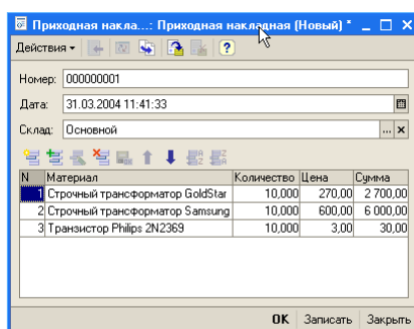 Приходная накла...: Приходная накладная (Новый) *
Действия
?
Номер: 000000001
Дата: 31.03.2004 11:41:33
Склад: Основной ... x
N Материал Количество Цена Сумма
1 Строчный трансформатор GoldStar 10,000 270,00 2 700,00
2 Строчный трансформатор Samsung 10,000 600,00 6 000,00
3 Транзистор Philips 2N2369 10,000 3,00 30,00
OK Записать Закрыть